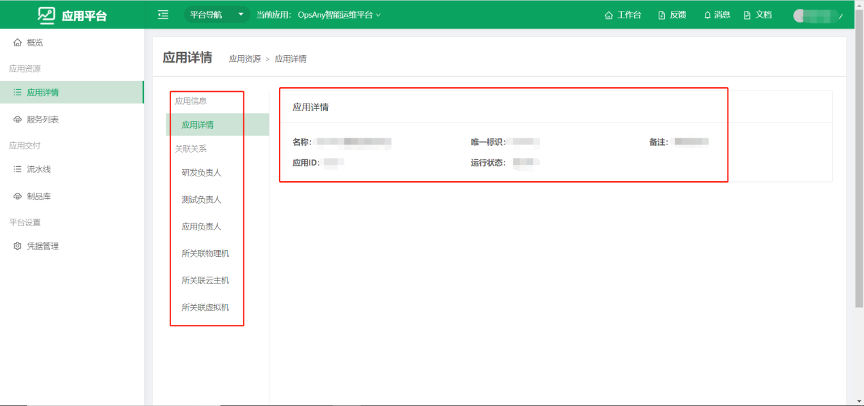 应用平台
平台导航
当前应用： OpsAny智能运维平台
工作台
反馈
消息
文档
概览
应用资源
应用详情
服务列表
应用交付
流水线
制品库
平台设置
凭据管理
应用详情
应用资源 > 应用详情
应用信息
应用详情
关联关系
研发负责人
测试负责人
应用负责人
所关联物理机
所关联云主机
所关联虚拟机
应用详情
名称：
唯一标识：
备注：
应用ID：
运行状态：